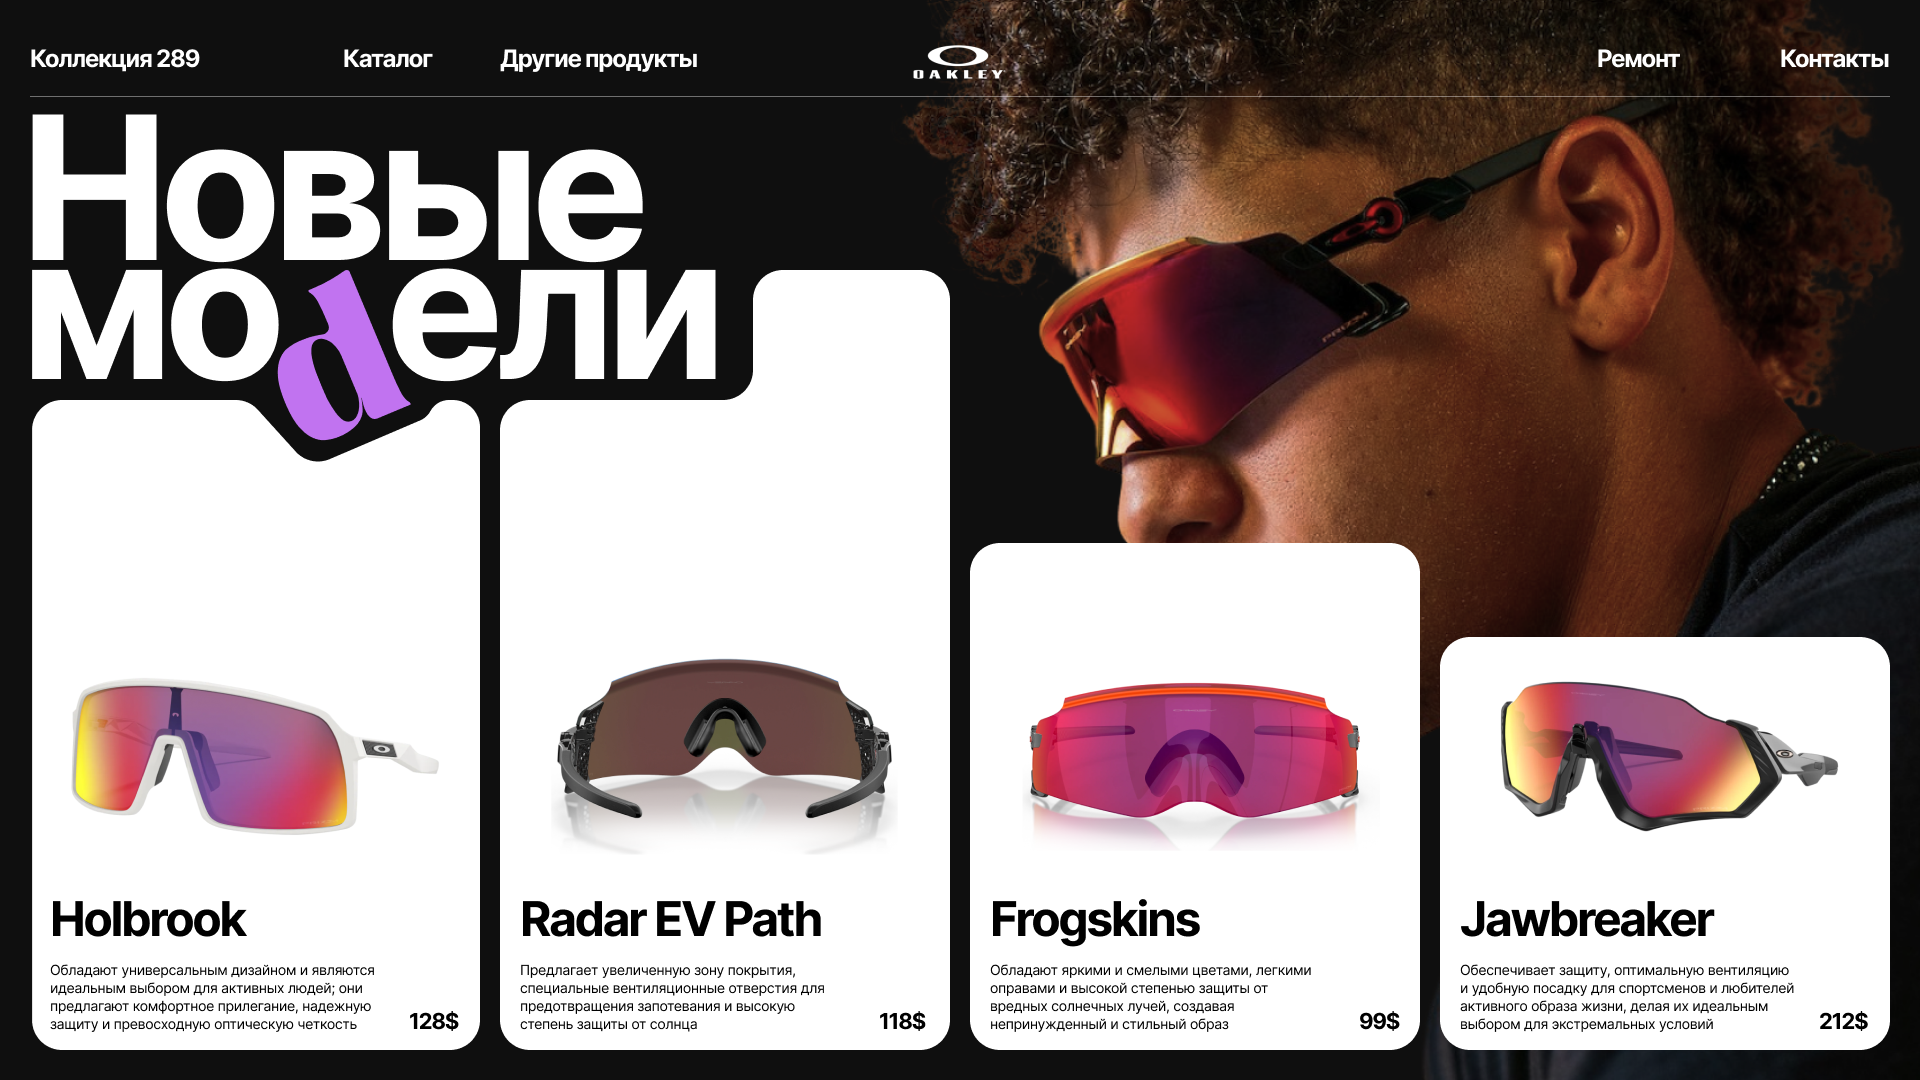 Коллекция 289
Каталог
Другие продукты
OAKLEY
Ремонт
Контакты
Новые
моdели
PRIZM
Holbrook
Обладают универсальным дизайном и являются
идеальным выбором для активных людей; они
предлагают комфортное прилегание, надежную
защиту и превосходную оптическую четкость
128$
Radar EV Path
Предлагает увеличенную зону покрытия,
специальные вентиляционные отверстия для
предотвращения запотевания и высокую
степень защиты от солнца
118$
Frogskins
Обладают яркими и смелыми цветами, легкими
оправами и высокой степенью защиты от
вредных солнечных лучей, создавая
непринужденный и стильный образ
99$
Jawbreaker
Обеспечивает защиту, оптимальную вентиляцию
и удобную посадку для спортсменов и любителей
активного образа жизни, делая их идеальным
выбором для экстремальных условий
212$